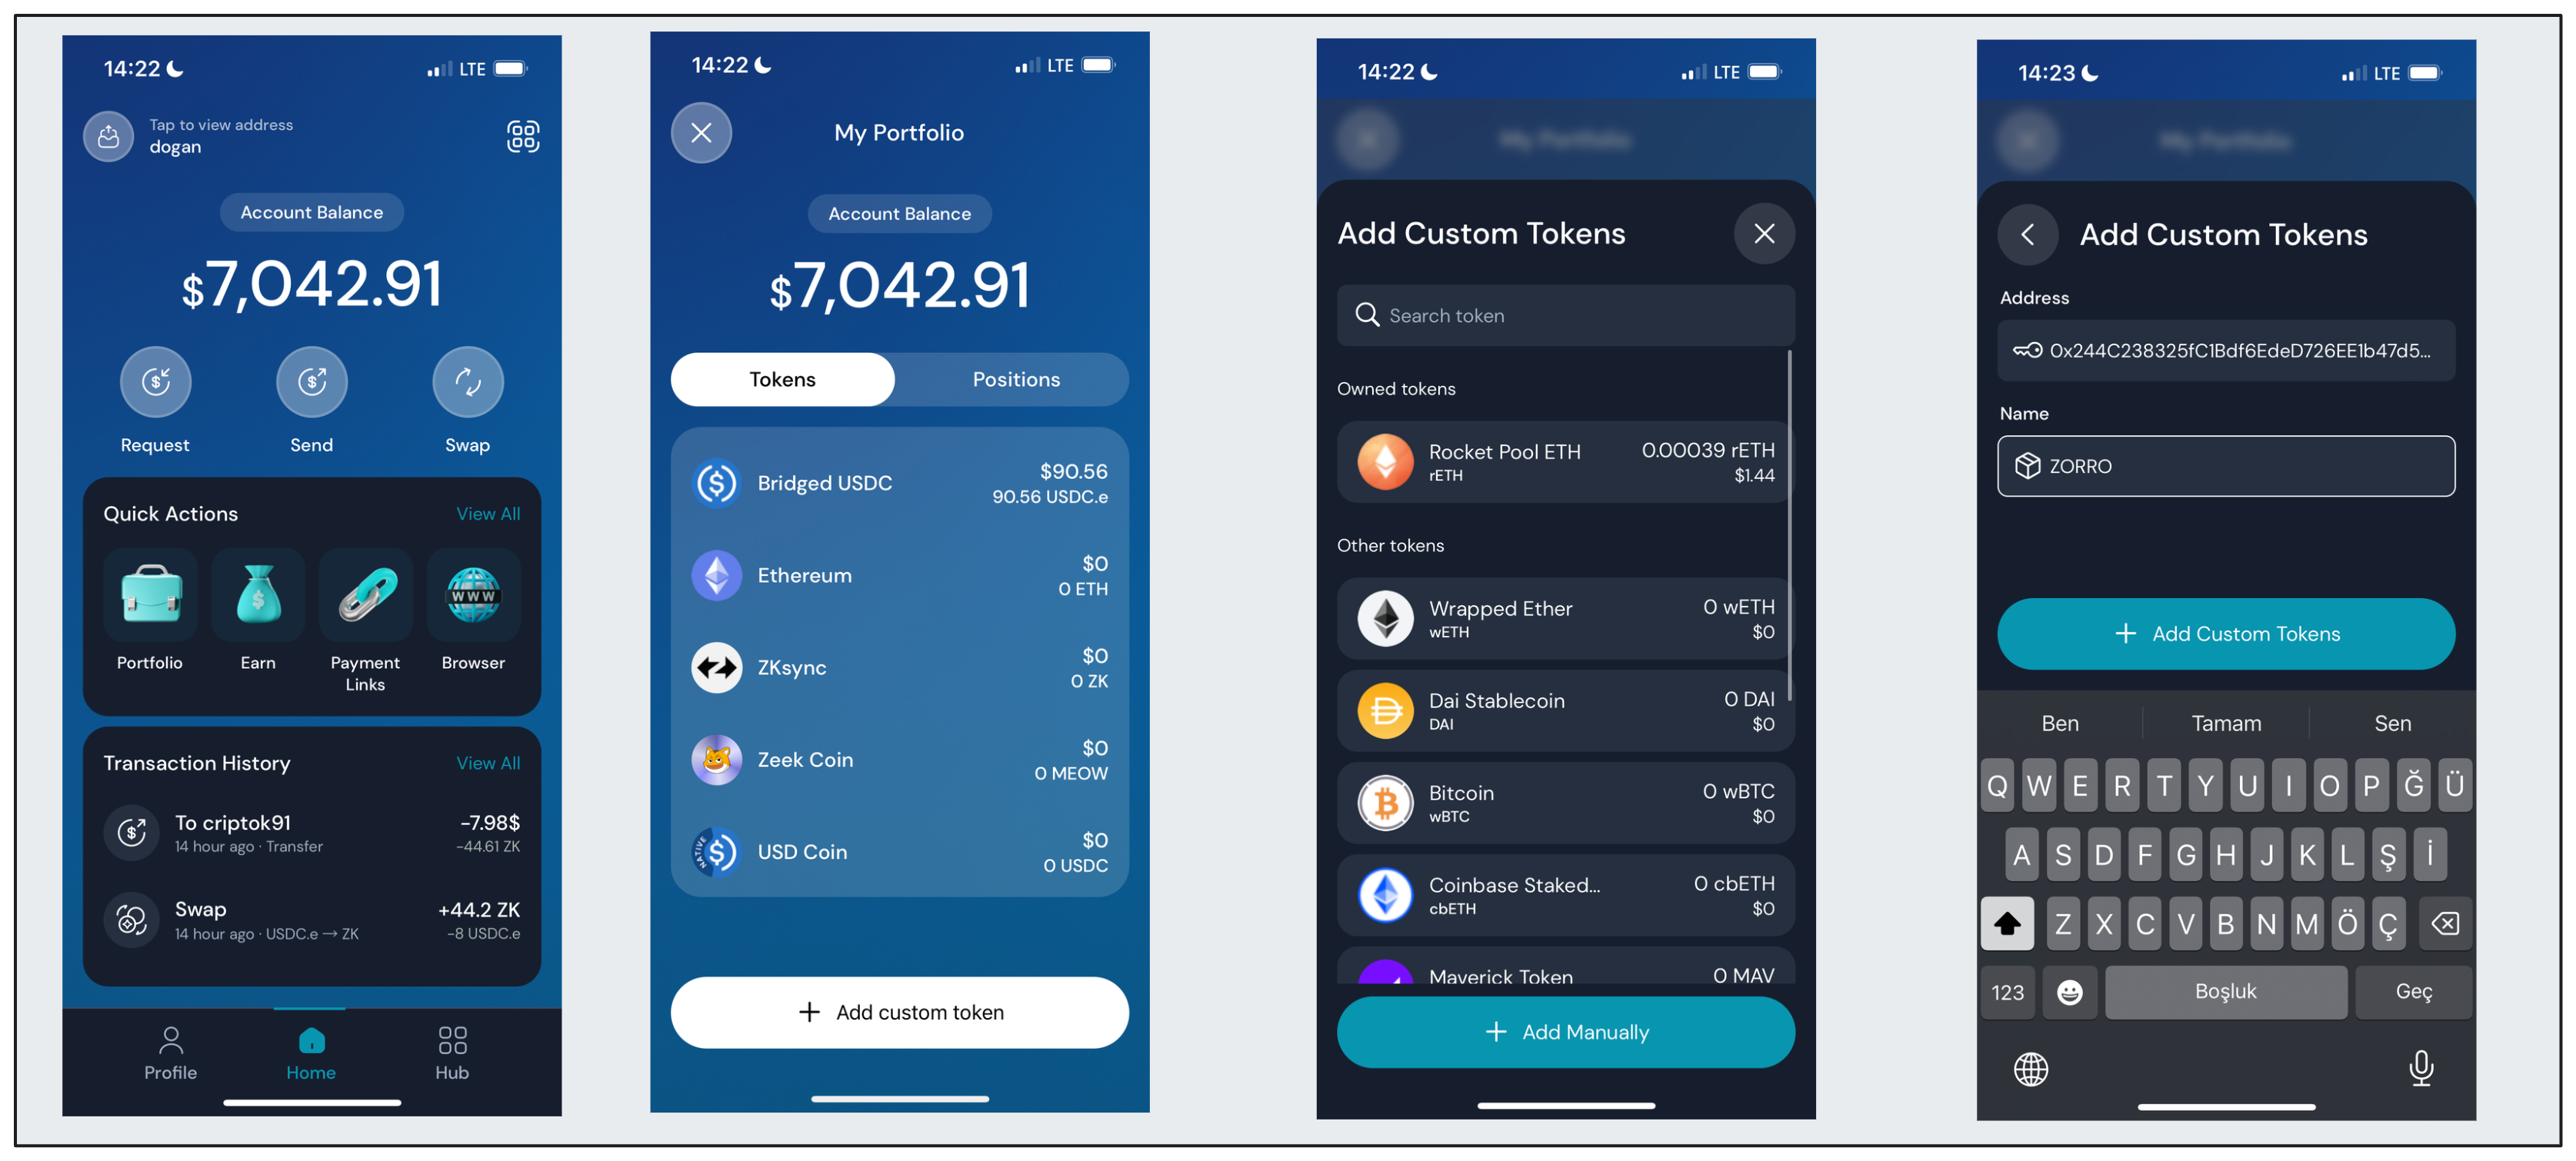 14:22
LTE
Tap to view address
dogan
Account Balance
$7,042.91
Request
Send
Swap
Quick Actions
View All
WWW
Portfolio
Earn
Payment
Links
Browser
Transaction History
View All
To criptok91
-7.98$
14 hour ago · Transfer
-44.61 ZK
Swap
+44.2 ZK
14 hour ago · USDC.e → ZK
-8 USDC.e
Profile
Home
Hub
14:22
LTE
My Portfolio
Account Balance
$7,042.91
Tokens
Positions
Bridged USDC
$90.56
90.56 USDC.e
Ethereum
$0
0 ETH
ZKsync
$0
0 ZK
Zeek Coin
$0
0 MEOW
NATIVE
USD Coin
$0
0 USDC
+ Add custom token
14:22
LTE
My Portfolio
Add Custom Tokens
Search token
Owned tokens
Rocket Pool ETH
0.00039 rETH
rETH
$1.44
Other tokens
Wrapped Ether
0 wETH
wETH
$0
Dai Stablecoin
0 DAI
DAI
$0
Bitcoin
0 wBTC
wBTC
$0
Coinbase Staked...
0 cbETH
cbETH
$0
Maverick Token
0 MAV
+ Add Manually
14:23
LTE
My Portfolio
Add Custom Tokens
Address
0x244C238325fC1Bdf6EdeD726EE1b47d5...
Name
ZORRO
+ Add Custom Tokens
Ben
Tamam
Sen
Q W E R T Y U I O P Ğ Ü
A S D F G H J K L Ş İ
Z X C V B N M Ö Ç
123
Boşluk
Geç